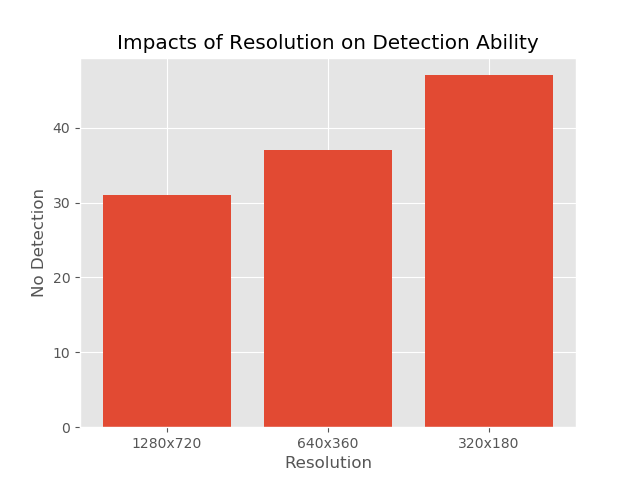 Impacts of Resolution on Detection Ability
No Detection
40
30
20
10
0
1280x720 640x360 320x180
Resolution